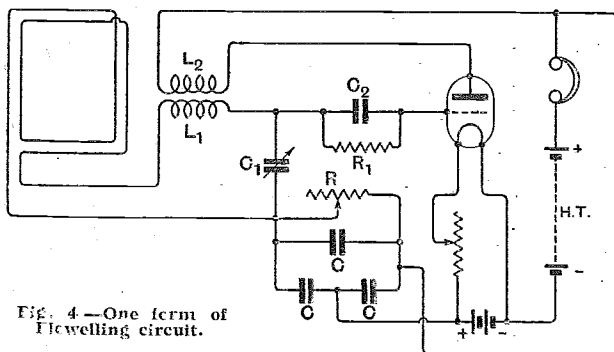 L₂
L₁
C₂
R₁
C₁
R
C
C
C
+
H.T.
-
+
-
Fig. 4—One form of
Flewelling circuit.